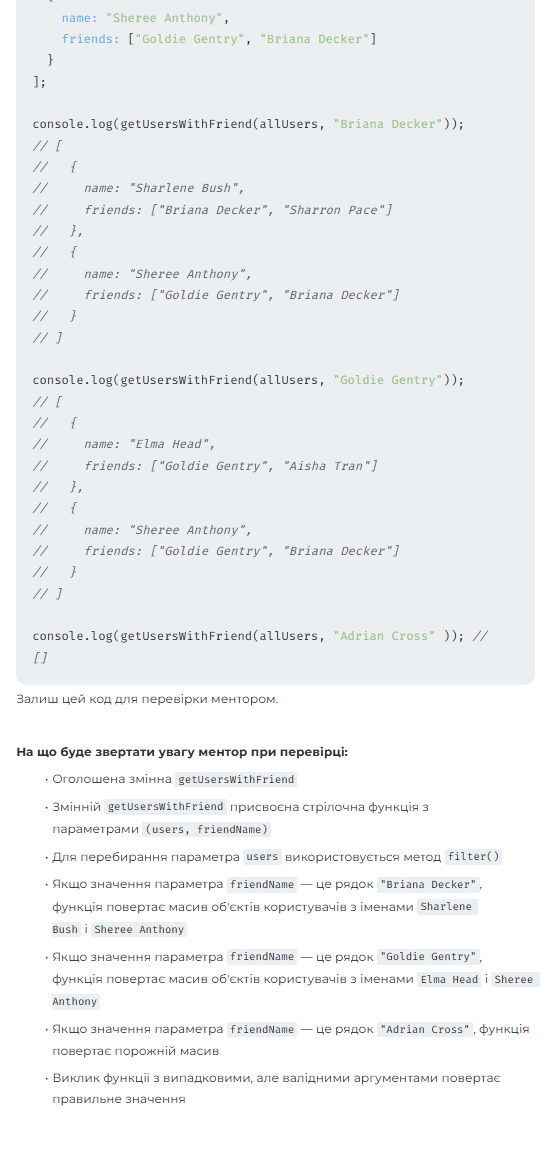 {
name: "Sheree Anthony",
friends: ["Goldie Gentry", "Briana Decker"]
}
];
console.log(getUsersWithFriend(allUsers, "Briana Decker"));
// [
//   {
//     name: "Sharlene Bush",
//     friends: ["Briana Decker", "Sharron Pace"]
//   },
//   {
//     name: "Sheree Anthony",
//     friends: ["Goldie Gentry", "Briana Decker"]
//   }
// ]
console.log(getUsersWithFriend(allUsers, "Goldie Gentry"));
// [
//   {
//     name: "Elma Head",
//     friends: ["Goldie Gentry", "Aisha Tran"]
//   },
//   {
//     name: "Sheree Anthony",
//     friends: ["Goldie Gentry", "Briana Decker"]
//   }
// ]
console.log(getUsersWithFriend(allUsers, "Adrian Cross" )); //
[]
Залиш цей код для перевірки ментором.
На що буде звертати увагу ментор при перевірці:
• Оголошена змінна getUsersWithFriend
• Змінній getUsersWithFriend присвоєна стрілочна функція з
параметрами (users, friendName)
• Для перебирання параметра users використовується метод filter()
• Якщо значення параметра friendName — це рядок "Briana Decker",
функція повертає масив об'єктів користувачів з іменами Sharlene
Bush і Sheree Anthony
• Якщо значення параметра friendName — це рядок "Goldie Gentry",
функція повертає масив об'єктів користувачів з іменами Elma Head і Sheree
Anthony
• Якщо значення параметра friendName — це рядок "Adrian Cross", функція
повертає порожній масив
• Виклик функції з випадковими, але валідними аргументами повертає
правильне значення